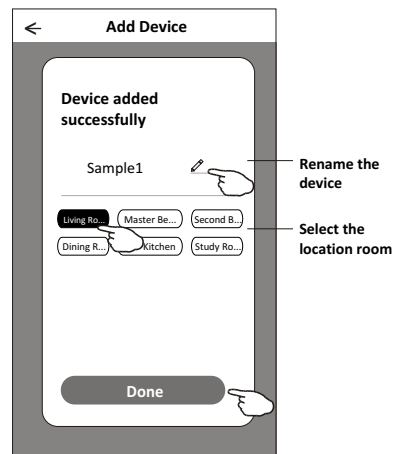 Add Device
Device added
successfully
Sample1
Rename the
device
Living Ro...
Master Be...
Second B...
Select the
location room
Dining R...
Kitchen
Study Ro...
Done